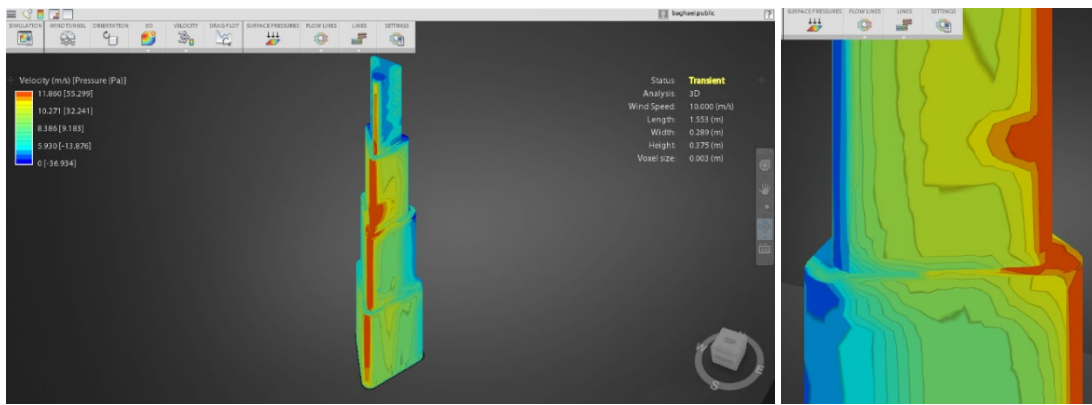 baghaei.public
?
SIMULATION WIND TUNNEL ORIENTATION 3D VELOCITY DRAG PLOT SURFACE PRESSURES FLOW LINES LINES SETTINGS
Velocity (m/s) [Pressure (Pa)]
11.860 [55.299]
10.271 [32.241]
8.386 [9.183]
5.930 [-13.876]
0 [-36.934]
Status: Transient
Analysis: 3D
Wind Speed: 10.000 (m/s)
Length: 1.553 (m)
Width: 0.289 (m)
Height: 0.375 (m)
Voxel size: 0.003 (m)
W
S
E
SURFACE PRESSURES FLOW LINES LINES SETTINGS